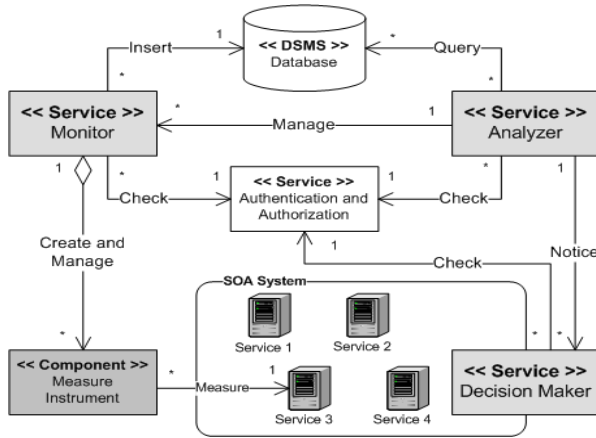 << DSMS >>
Database
Insert
1
*
*
Query
*
<< Service >>
Monitor
*
Manage
1
<< Service >>
Analyzer
1
*
Check
1
<< Service >>
Authentication and
Authorization
1
Check
*
1
Create and
Manage
1
Check
Notice
SOA System
Service 1
Service 2
*
*
*
*
<< Component >>
Measure
Instrument
*
Measure
1
Service 3
Service 4
<< Service >>
Decision Maker